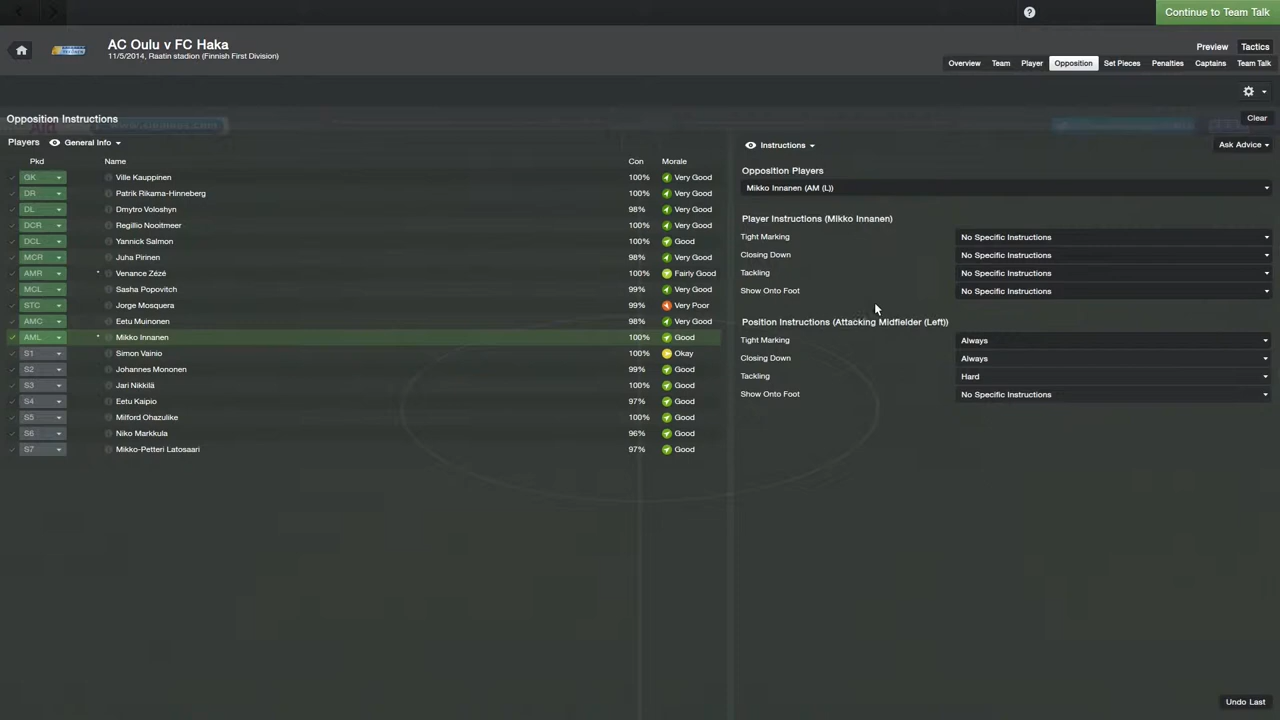 Continue to Team Talk
AC Oulu v FC Haka
11/5/2014, Raatin stadion (Finnish First Division)
Preview Tactics
Overview Team Player Opposition Set Pieces Penalties Captains Team Talk
Opposition Instructions
Clear
Players General Info
Instructions
Ask Advice
Pkd Name Con Morale
GK Ville Kauppinen 100% Very Good
DR Patrik Rikama-Hinneberg 100% Very Good
DL Dmytro Voloshyn 98% Very Good
DCR Regillio Nooitmeer 100% Very Good
DCL Yannick Salmon 100% Good
MCR Juha Pirinen 98% Very Good
AMR Venance Zézé 100% Fairly Good
MCL Sasha Popovitch 99% Very Good
STC Jorge Mosquera 99% Very Poor
AMC Eetu Muinonen 98% Very Good
AML Mikko Innanen 100% Good
S1 Simon Vainio 100% Okay
S2 Johannes Mononen 99% Good
S3 Jari Nikkilä 100% Good
S4 Eetu Kaipio 97% Good
S5 Milford Ohazulike 100% Good
S6 Niko Markkula 96% Good
S7 Mikko-Petteri Latosaari 97% Good
Opposition Players
Mikko Innanen (AM (L))
Player Instructions (Mikko Innanen)
Tight Marking No Specific Instructions
Closing Down No Specific Instructions
Tackling No Specific Instructions
Show Onto Foot No Specific Instructions
Position Instructions (Attacking Midfielder (Left))
Tight Marking Always
Closing Down Always
Tackling Hard
Show Onto Foot No Specific Instructions
Undo Last